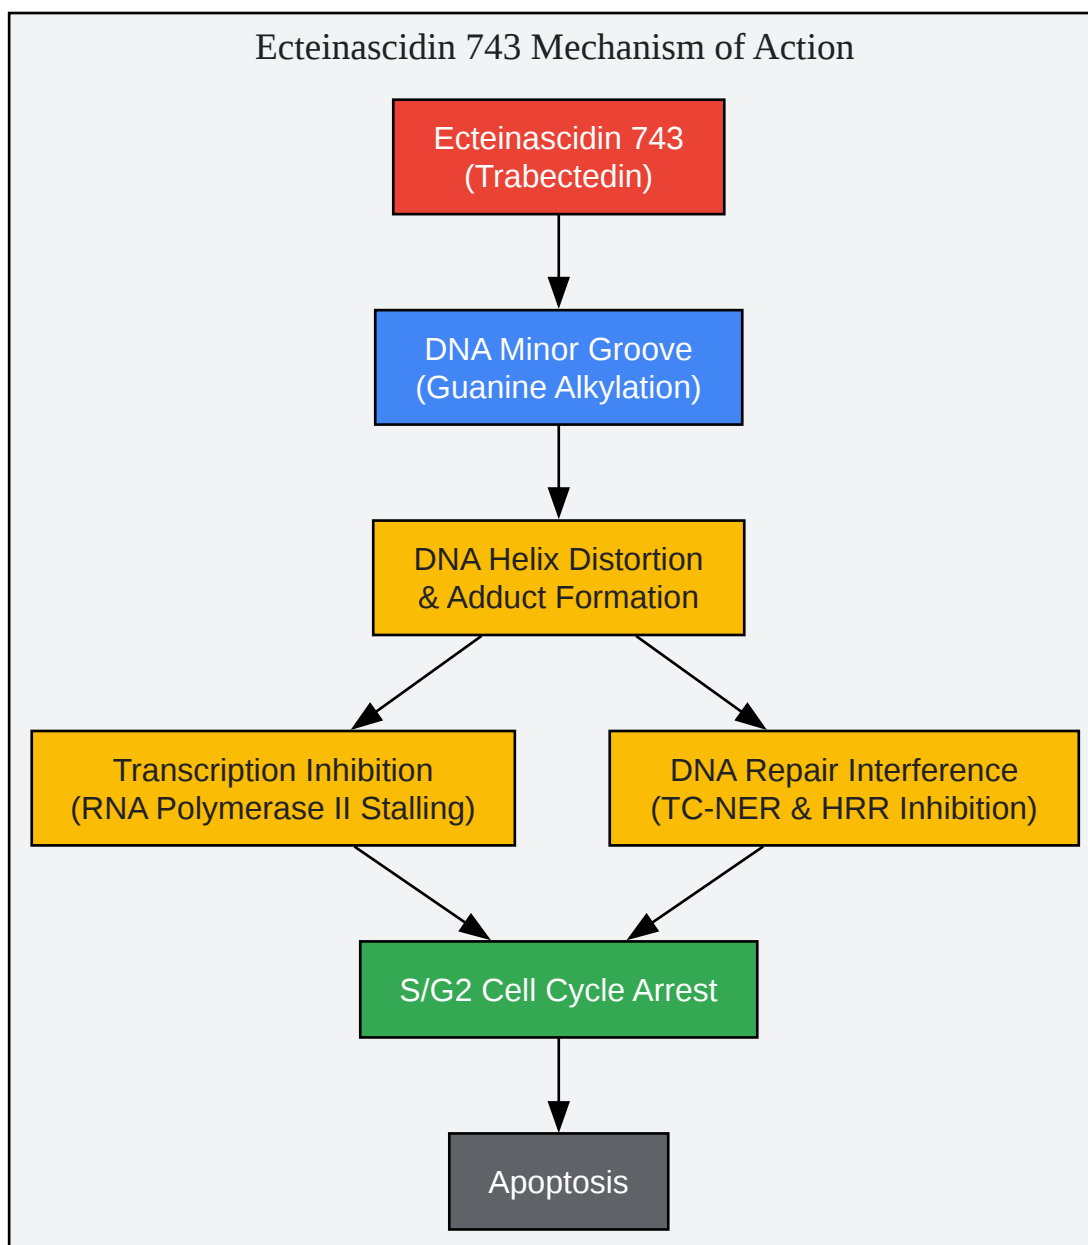 Ecteinascidin 743 Mechanism of Action
Ecteinascidin 743
(Trabectedin)
DNA Minor Groove
(Guanine Alkylation)
DNA Helix Distortion
& Adduct Formation
Transcription Inhibition
(RNA Polymerase II Stalling)
DNA Repair Interference
(TC-NER & HRR Inhibition)
S/G2 Cell Cycle Arrest
Apoptosis